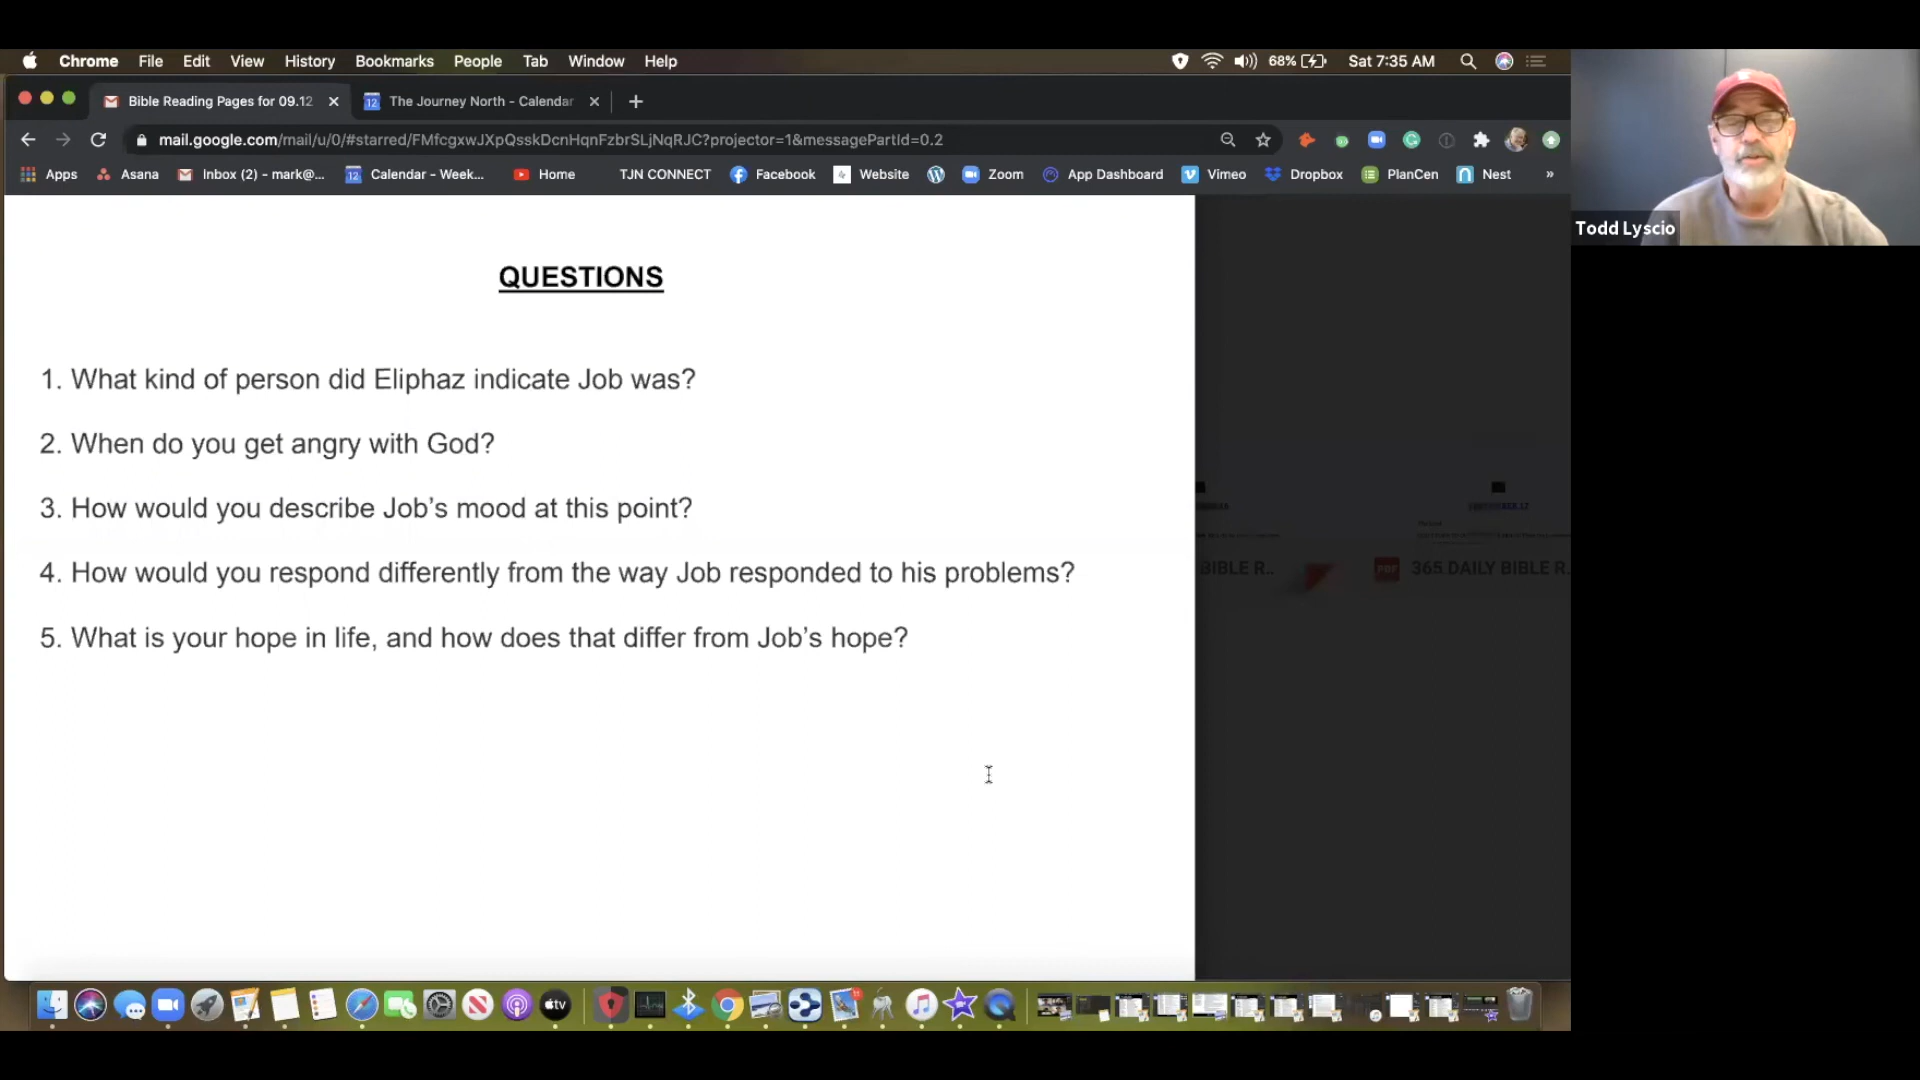 Chrome File Edit View History Bookmarks People Tab Window Help 68% Sat 7:35 AM
Bible Reading Pages for 09.12 The Journey North - Calendar
mail.google.com/mail/u/0/#starred/FMfcgxwJXpQsskDcnHqnFzbrSLjNqRJC?projector=1&messagePartId=0.2
Apps Asana Inbox (2) - mark@... Calendar - Week... Home TJN CONNECT Facebook Website Zoom App Dashboard Vimeo Dropbox PlanCen Nest »
Todd Lyscio
QUESTIONS
1. What kind of person did Eliphaz indicate Job was?
2. When do you get angry with God?
3. How would you describe Job's mood at this point?
4. How would you respond differently from the way Job responded to his problems?
5. What is your hope in life, and how does that differ from Job's hope?
BIBLE R.. PDF 365 DAILY BIBLE R.
tv